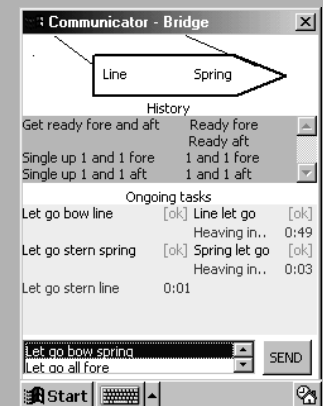 Communicator - Bridge
Line Spring
History
Get ready fore and aft Ready fore
Ready aft
Single up 1 and 1 fore 1 and 1 fore
Single up 1 and 1 aft 1 and 1 aft
Ongoing tasks
Let go bow line [ok] Line let go [ok]
Heaving in.. 0:49
Let go stern spring [ok] Spring let go [ok]
Heaving in.. 0:03
Let go stern line 0:01
Let go bow spring
Let go all fore
SEND
Start